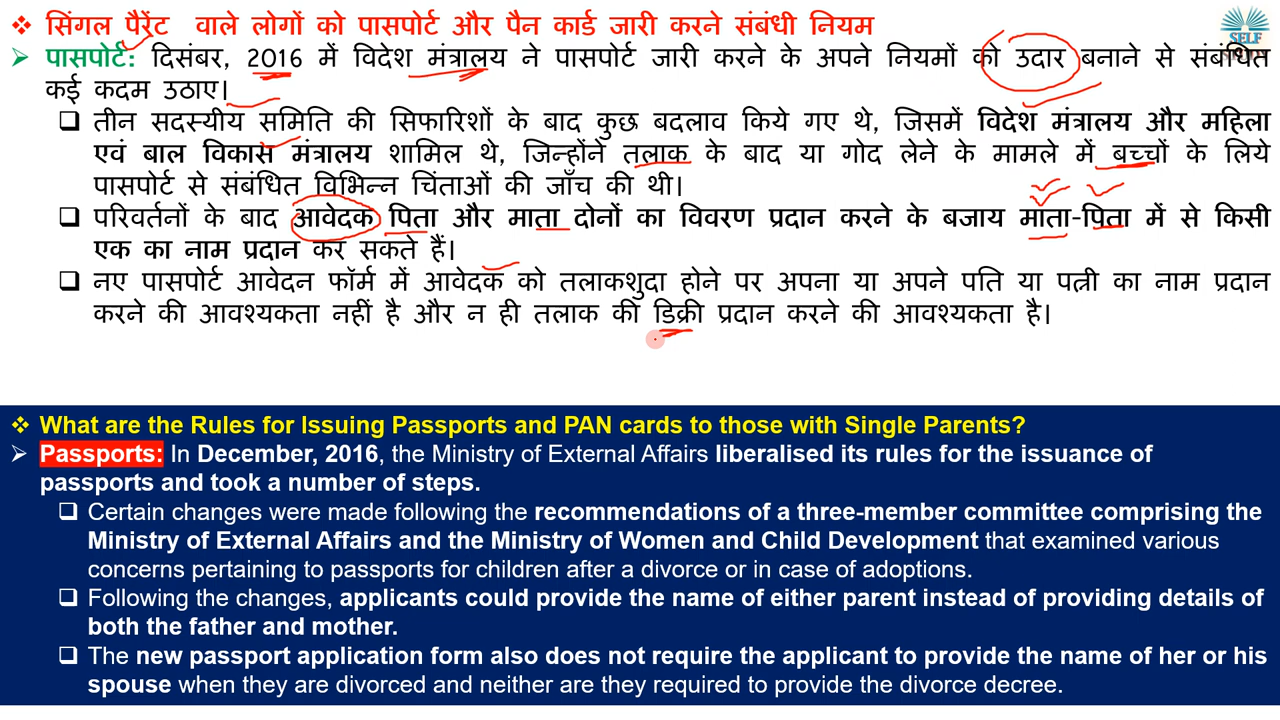 ❖ सिंगल पैरेंट वाले लोगों को पासपोर्ट और पैन कार्ड जारी करने संबंधी नियम
➢ पासपोर्ट: दिसंबर, 2016 में विदेश मंत्रालय ने पासपोर्ट जारी करने के अपने नियमों को उदार बनाने से संबंधित
कई कदम उठाए।
❑ तीन सदस्यीय समिति की सिफारिशों के बाद कुछ बदलाव किये गए थे, जिसमें विदेश मंत्रालय और महिला
एवं बाल विकास मंत्रालय शामिल थे, जिन्होंने तलाक के बाद या गोद लेने के मामले में बच्चों के लिये
पासपोर्ट से संबंधित विभिन्न चिंताओं की जाँच की थी।
❑ परिवर्तनों के बाद आवेदक पिता और माता दोनों का विवरण प्रदान करने के बजाय माता-पिता में से किसी
एक का नाम प्रदान कर सकते हैं।
❑ नए पासपोर्ट आवेदन फॉर्म में आवेदक को तलाकशुदा होने पर अपना या अपने पति या पत्नी का नाम प्रदान
करने की आवश्यकता नहीं है और न ही तलाक की डिक्री प्रदान करने की आवश्यकता है।
SELF
❖ What are the Rules for Issuing Passports and PAN cards to those with Single Parents?
➢ Passports: In December, 2016, the Ministry of External Affairs liberalised its rules for the issuance of
passports and took a number of steps.
❑ Certain changes were made following the recommendations of a three-member committee comprising the
Ministry of External Affairs and the Ministry of Women and Child Development that examined various
concerns pertaining to passports for children after a divorce or in case of adoptions.
❑ Following the changes, applicants could provide the name of either parent instead of providing details of
both the father and mother.
❑ The new passport application form also does not require the applicant to provide the name of her or his
spouse when they are divorced and neither are they required to provide the divorce decree.